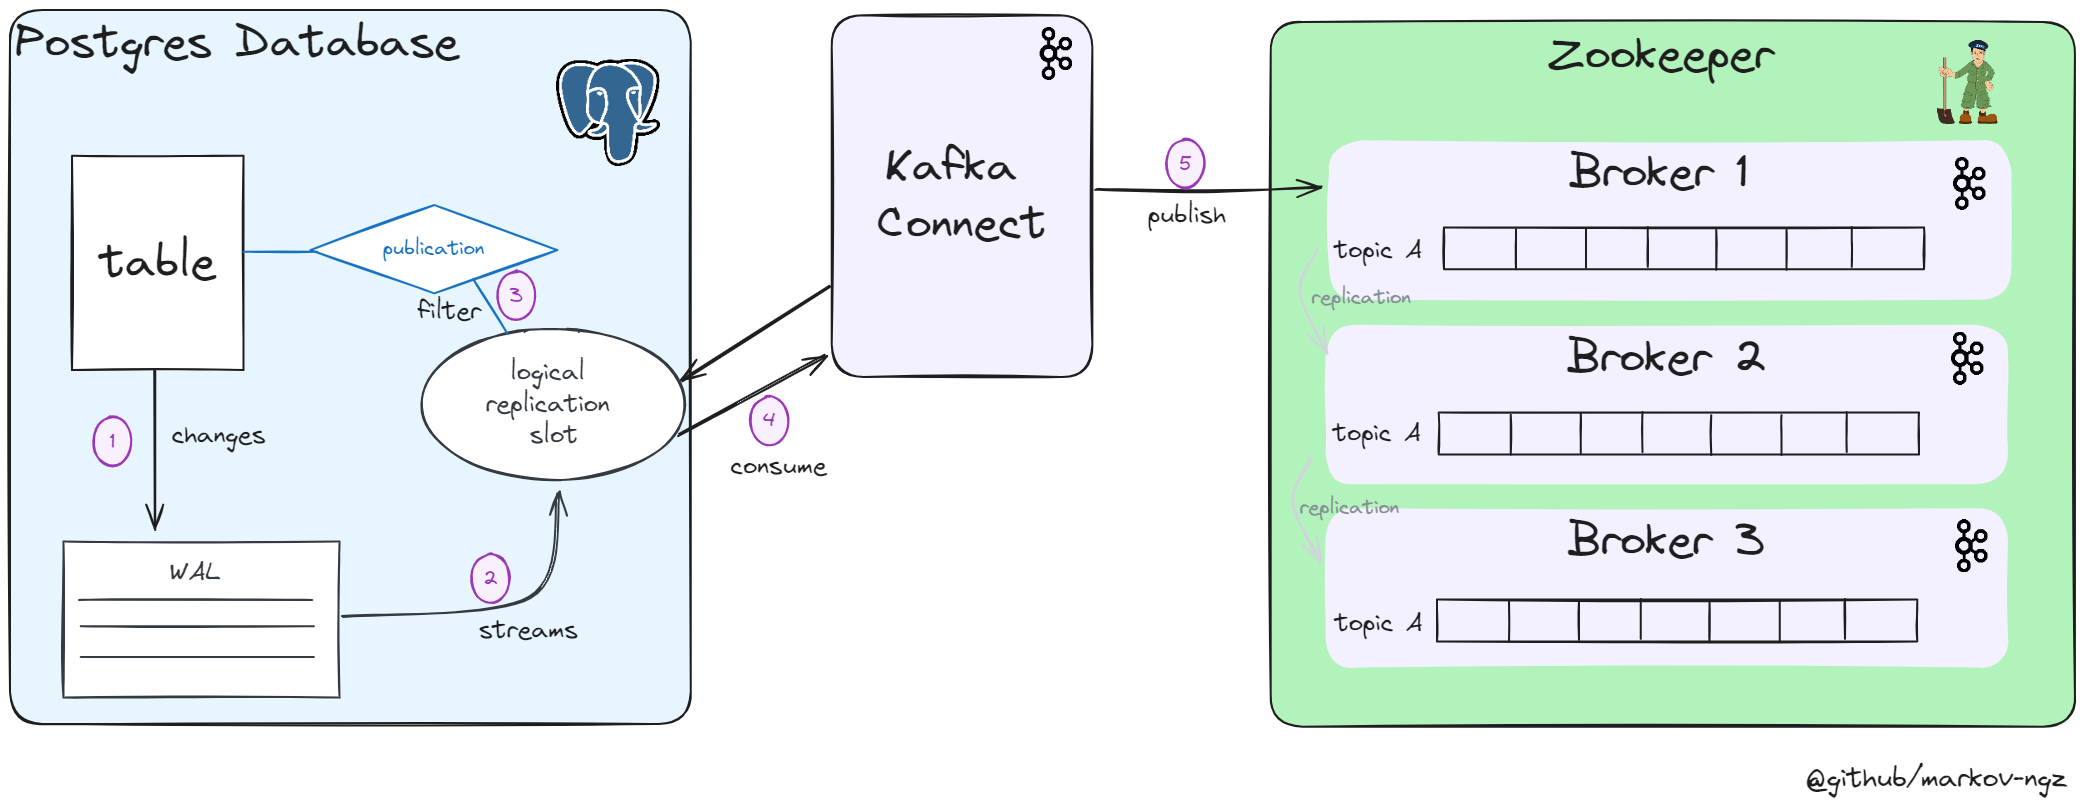 Postgres Database
table
publication
filter
3
logical
replication
slot
1
changes
WAL
2
streams
Kafka
Connect
4
consume
5
publish
Zookeeper
Broker 1
topic A
replication
Broker 2
topic A
replication
Broker 3
topic A
@github/markov-ngz